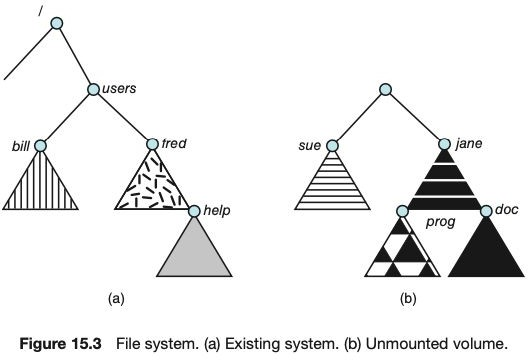 /
users
bill
fred
help
sue
jane
prog
doc
(a)
(b)
Figure 15.3 File system. (a) Existing system. (b) Unmounted volume.